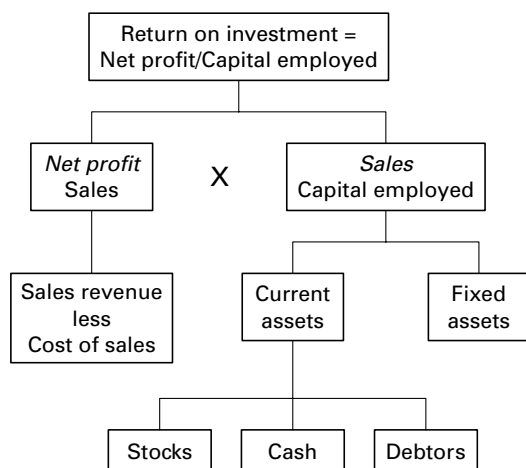 Return on investment =
Net profit/Capital employed
Net profit
Sales
X
Sales
Capital employed
Sales revenue
less
Cost of sales
Current
assets
Fixed
assets
Stocks
Cash
Debtors